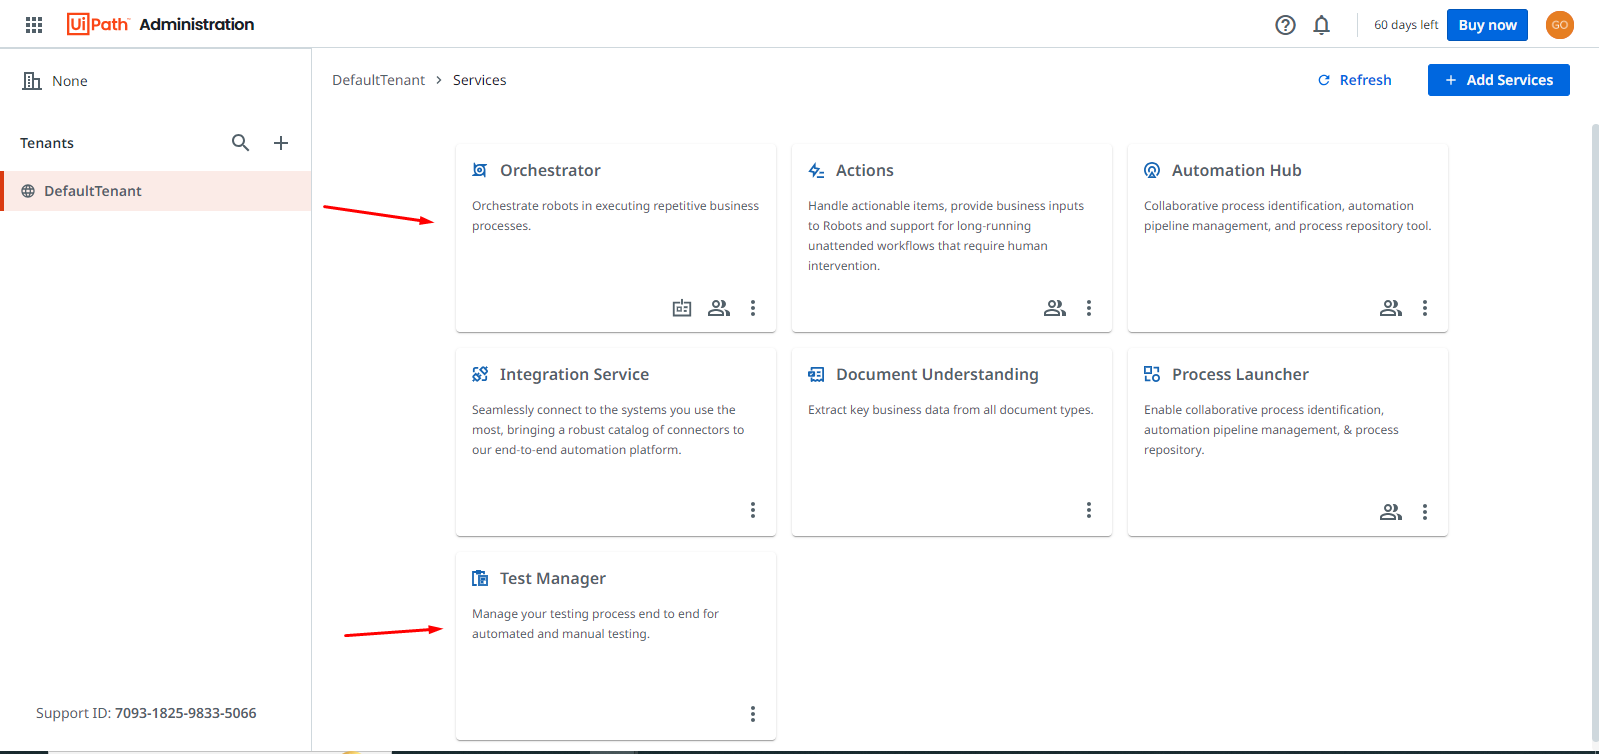 UiPath Administration
60 days left
Buy now
GO
None
DefaultTenant > Services
Refresh
+ Add Services
Tenants
DefaultTenant
Orchestrator
Orchestrate robots in executing repetitive business
processes.
Actions
Handle actionable items, provide business inputs
to Robots and support for long-running
unattended workflows that require human
intervention.
Automation Hub
Collaborative process identification, automation
pipeline management, and process repository tool.
Integration Service
Seamlessly connect to the systems you use the
most, bringing a robust catalog of connectors to
our end-to-end automation platform.
Document Understanding
Extract key business data from all document types.
Process Launcher
Enable collaborative process identification,
automation pipeline management, & process
repository.
Test Manager
Manage your testing process end to end for
automated and manual testing.
Support ID: 7093-1825-9833-5066